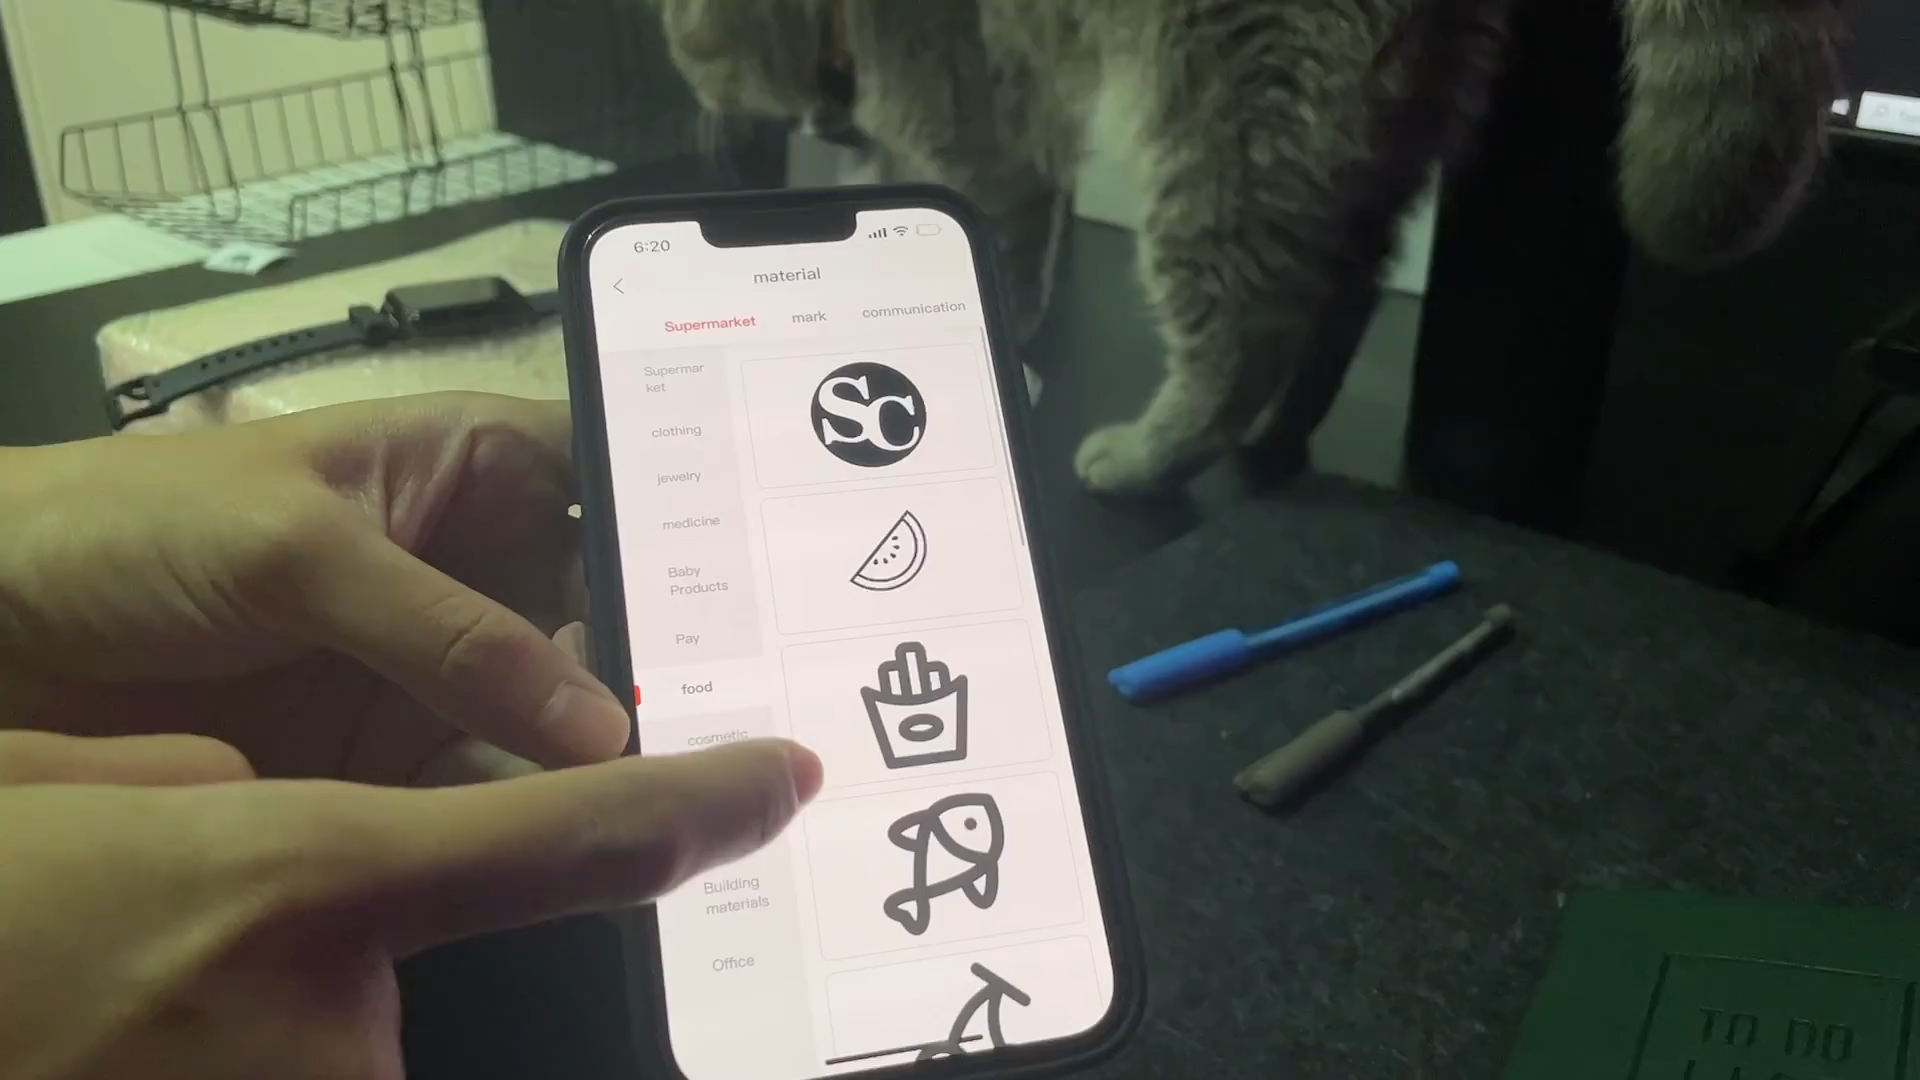 6:20
material
Supermarket mark communication
Supermar
ket
clothing
jewelry
medicine
Baby
Products
Pay
food
cosmetic
Building
materials
Office
SC
TO DO